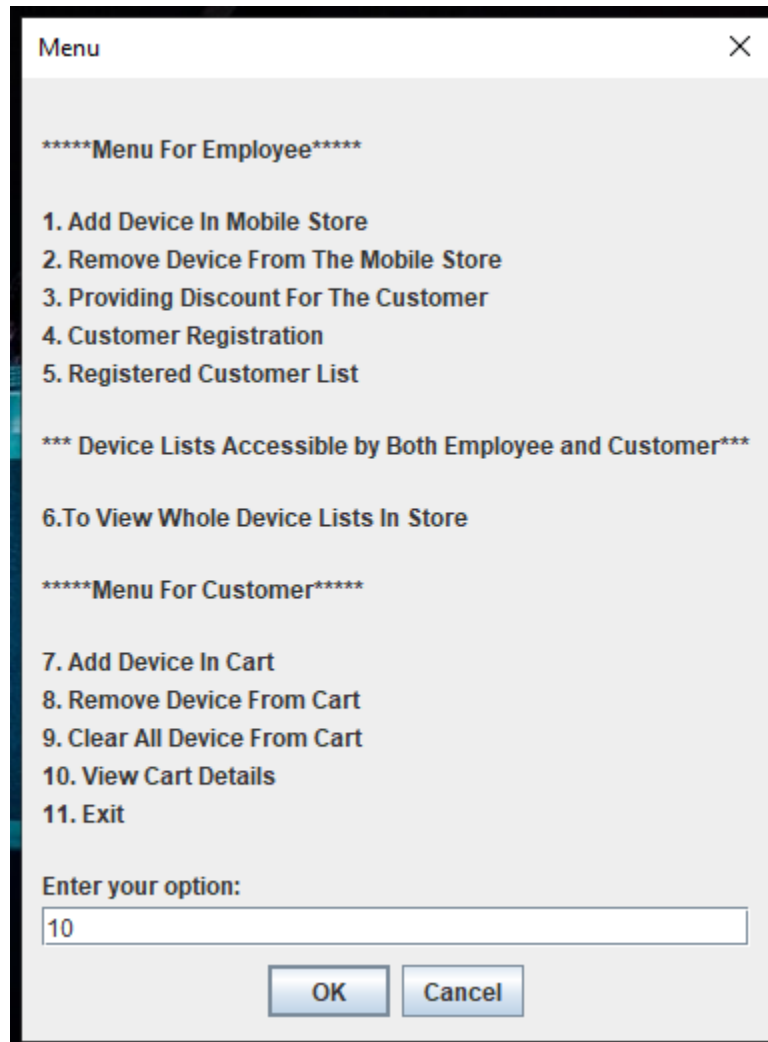 Menu
*****Menu For Employee*****
1. Add Device In Mobile Store
2. Remove Device From The Mobile Store
3. Providing Discount For The Customer
4. Customer Registration
5. Registered Customer List
*** Device Lists Accessible by Both Employee and Customer***
6.To View Whole Device Lists In Store
*****Menu For Customer*****
7. Add Device In Cart
8. Remove Device From Cart
9. Clear All Device From Cart
10. View Cart Details
11. Exit
Enter your option:
10
OK Cancel